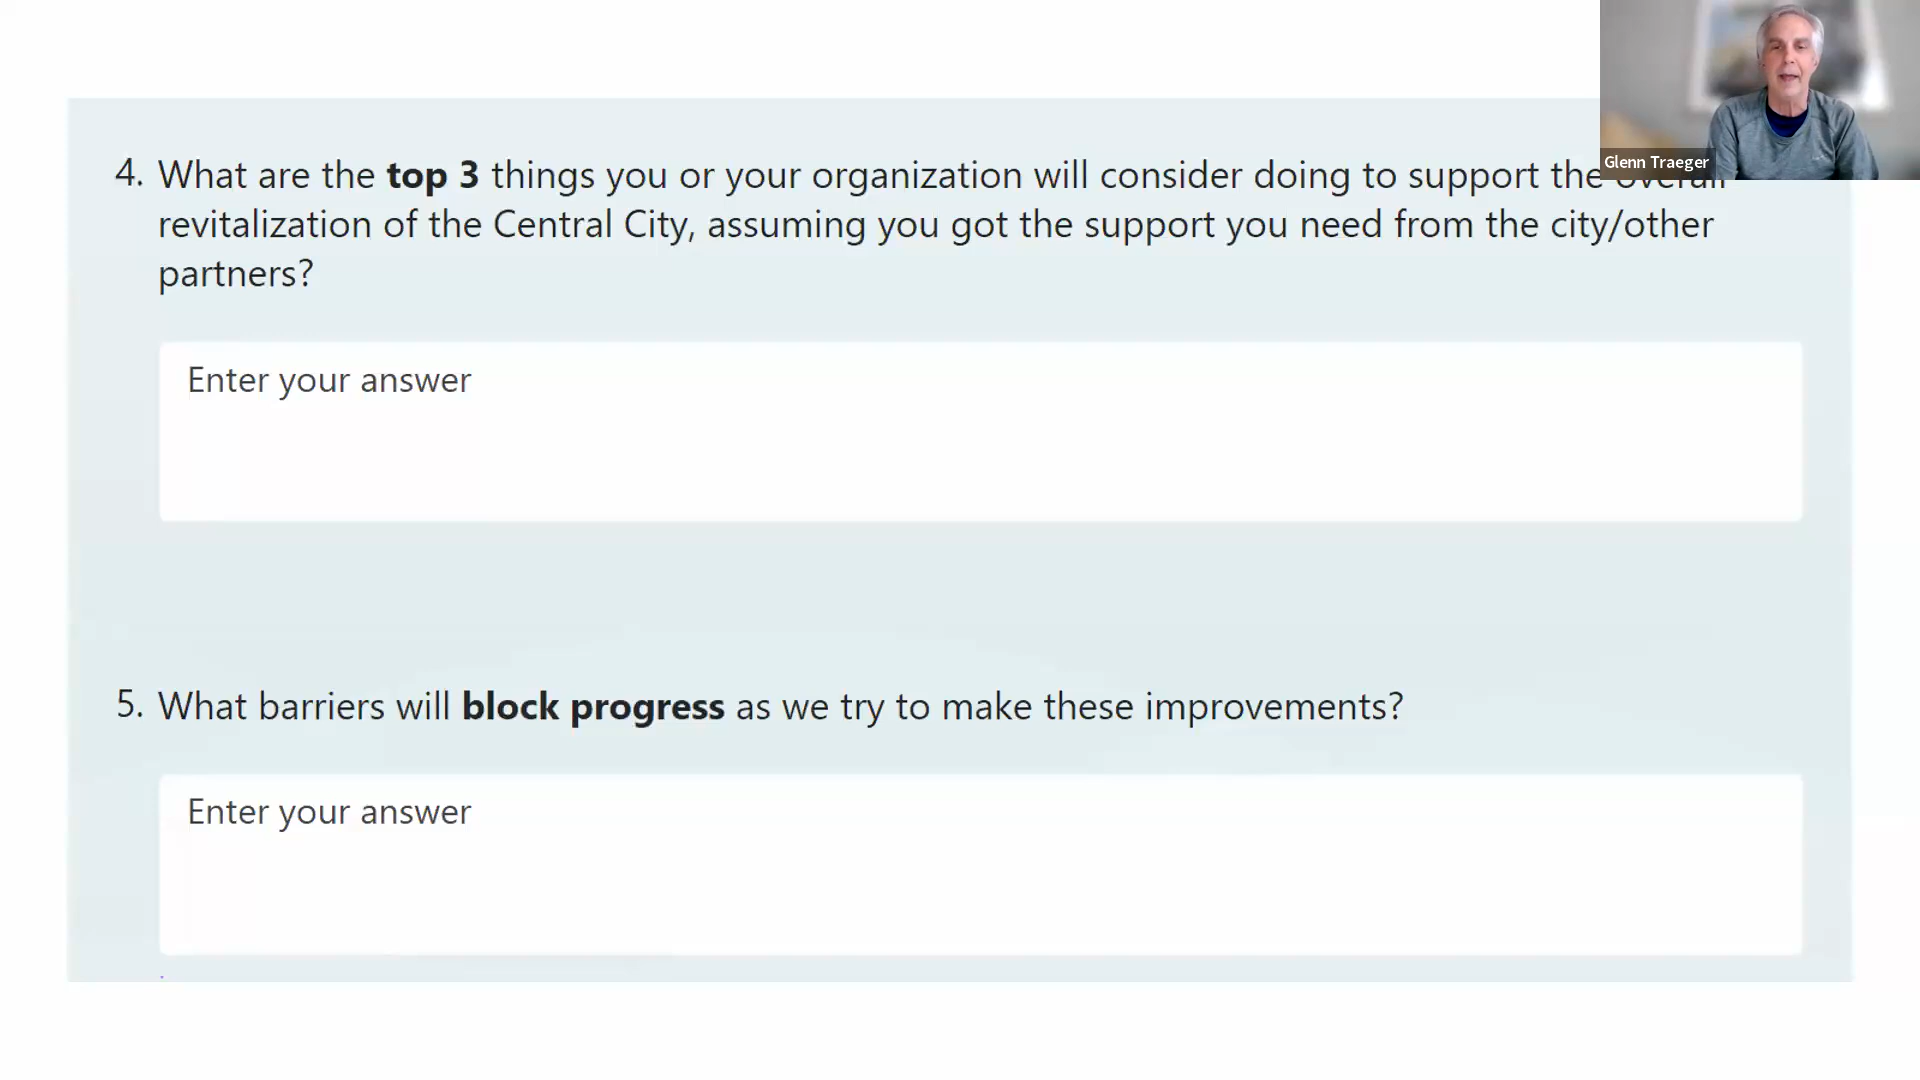 Glenn Traeger
4. What are the top 3 things you or your organization will consider doing to support the overall
revitalization of the Central City, assuming you got the support you need from the city/other
partners?
Enter your answer
5. What barriers will block progress as we try to make these improvements?
Enter your answer